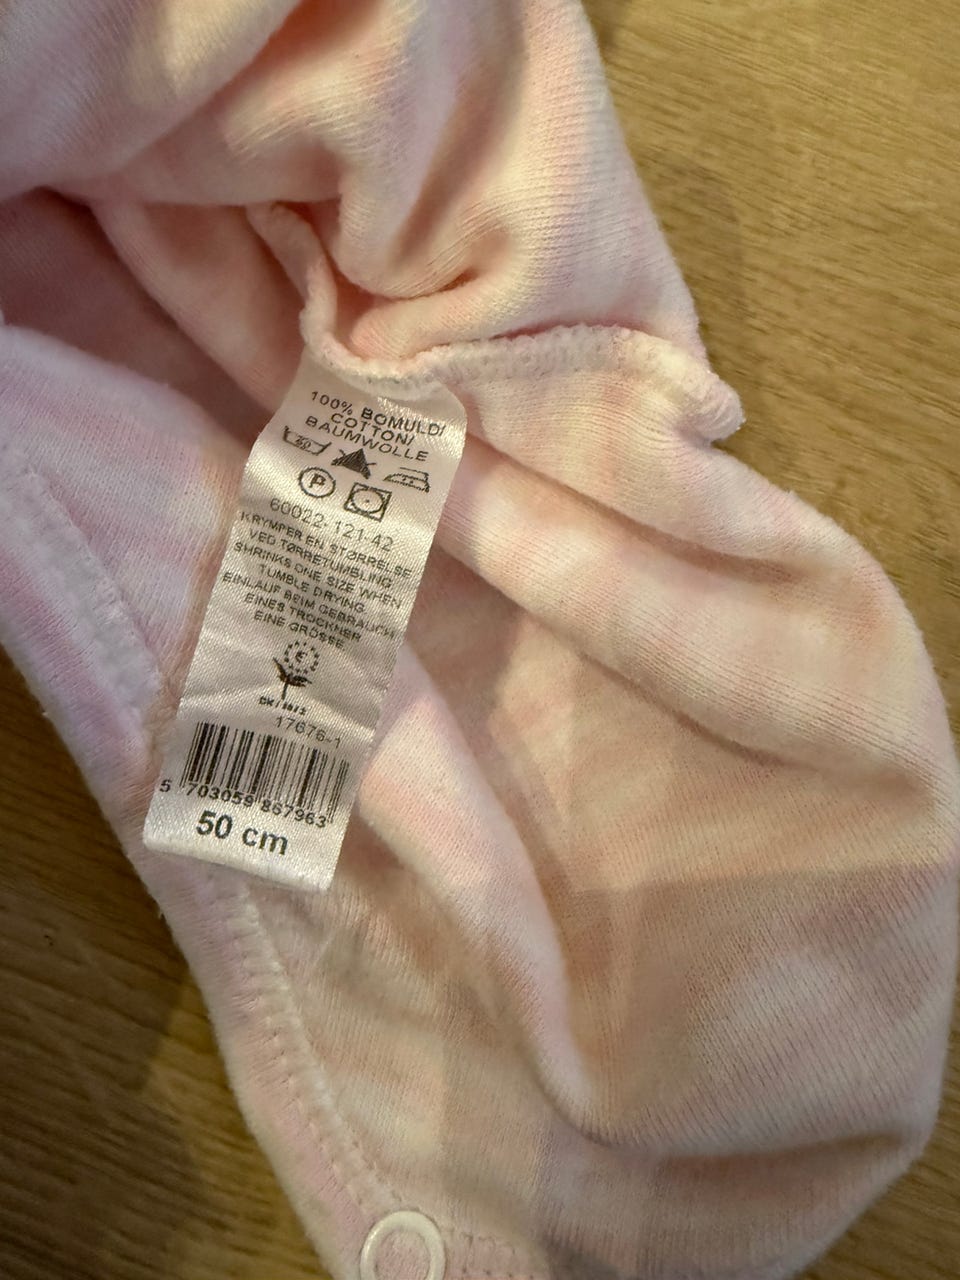 100% BOMULD/
COTTON/
BAUMWOLLE
P
60022-121-42
KRYMPER EN STØRRELSE
VED TØRRETUMBLING
SHRINKS ONE SIZE WHEN
TUMBLE DRYING
EINLAUF BEIM GEBRAUCH
EINES TROCKNER
EINE GRÖSSE
17676-1
5 703059 867963
50 cm